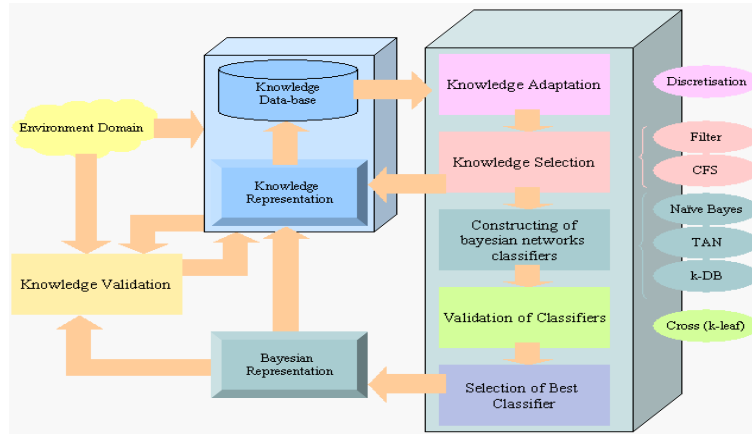 Knowledge
Data-base
Environment Domain
Knowledge
Representation
Knowledge Validation
Bayesian
Representation
Knowledge Adaptation
Knowledge Selection
Constructing of
bayesian networks
classifiers
Validation of Classifiers
Selection of Best
Classifier
Discretisation
Filter
CFS
Naïve Bayes
TAN
k-DB
Cross (k-leaf)